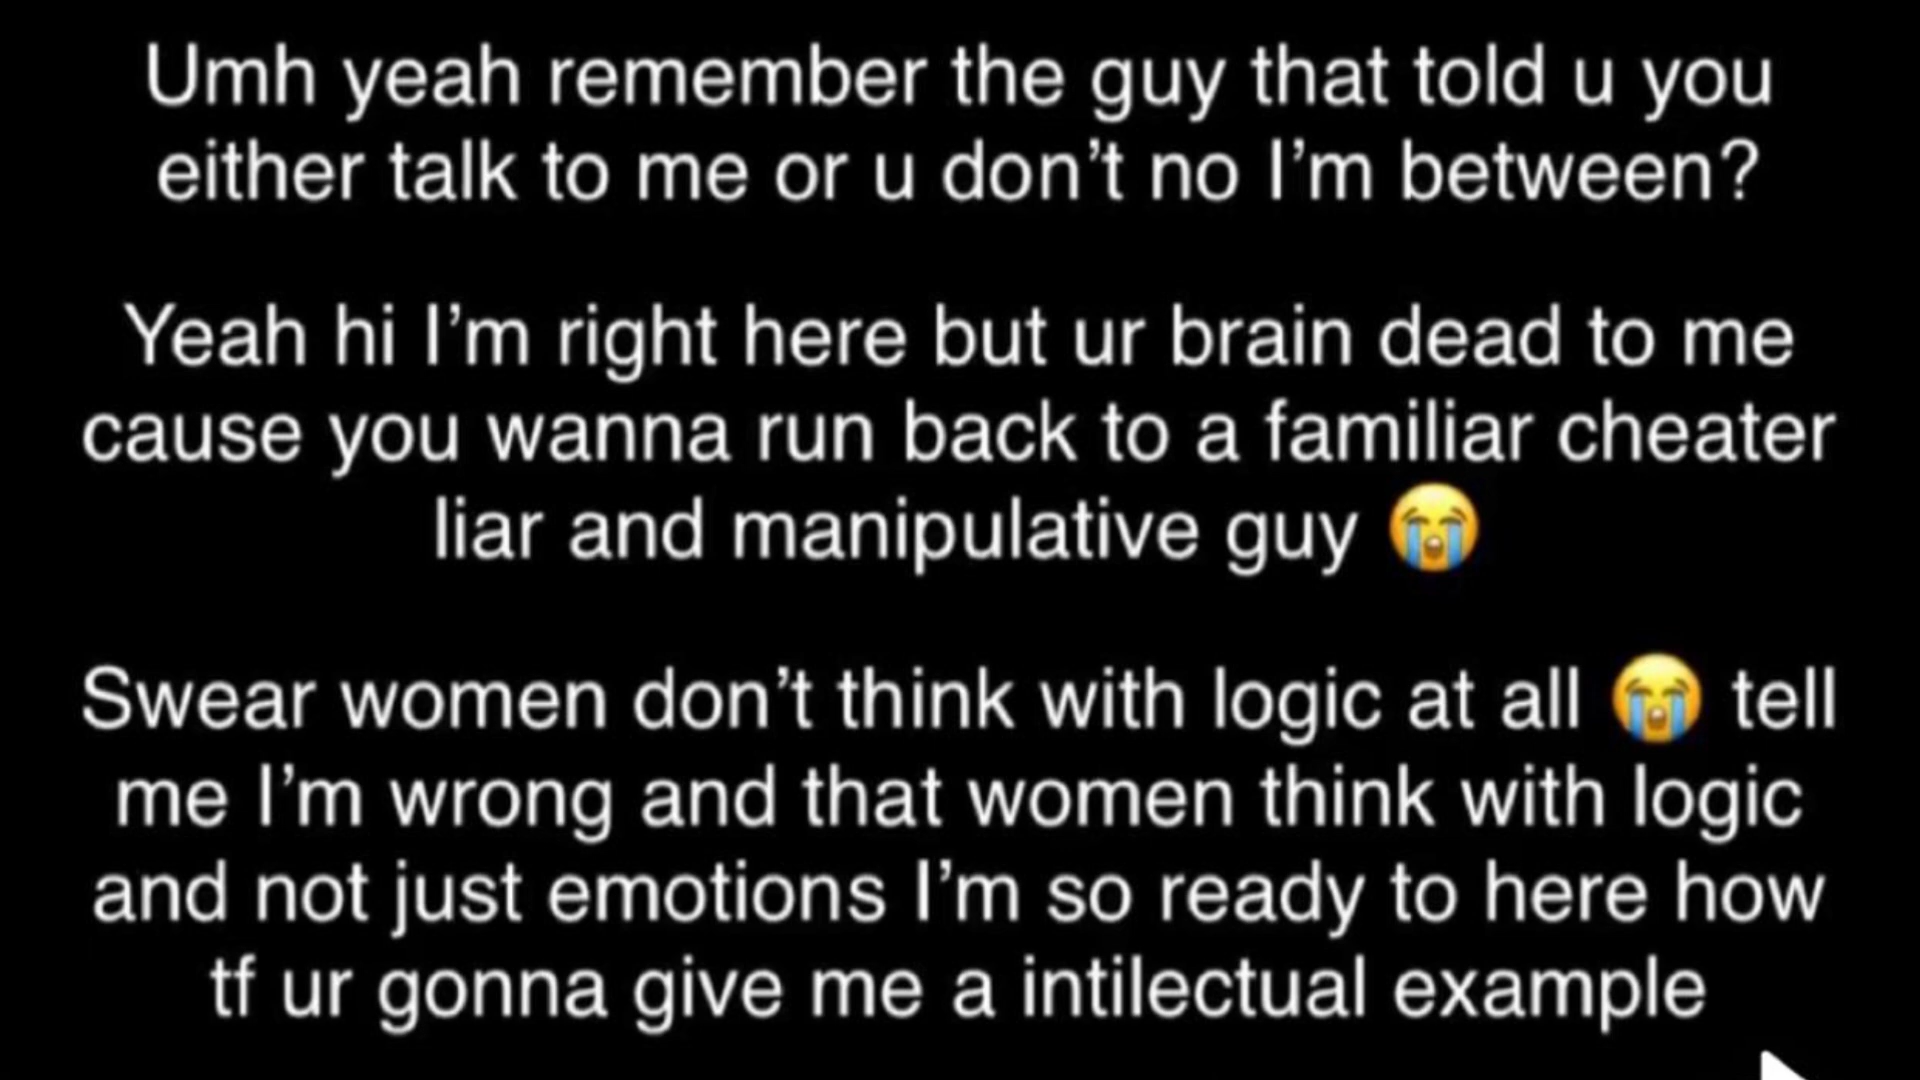 Umh yeah remember the guy that told u you
either talk to me or u don’t no I’m between?
Yeah hi I’m right here but ur brain dead to me
cause you wanna run back to a familiar cheater
liar and manipulative guy 😭
Swear women don’t think with logic at all 😭 tell
me I’m wrong and that women think with logic
and not just emotions I’m so ready to here how
tf ur gonna give me a intilectual example